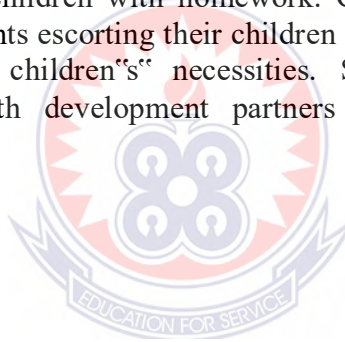 children with homework.
nts escorting their children
children‟s‟ necessities.
th development partners
EDUCATION FOR SERVICE